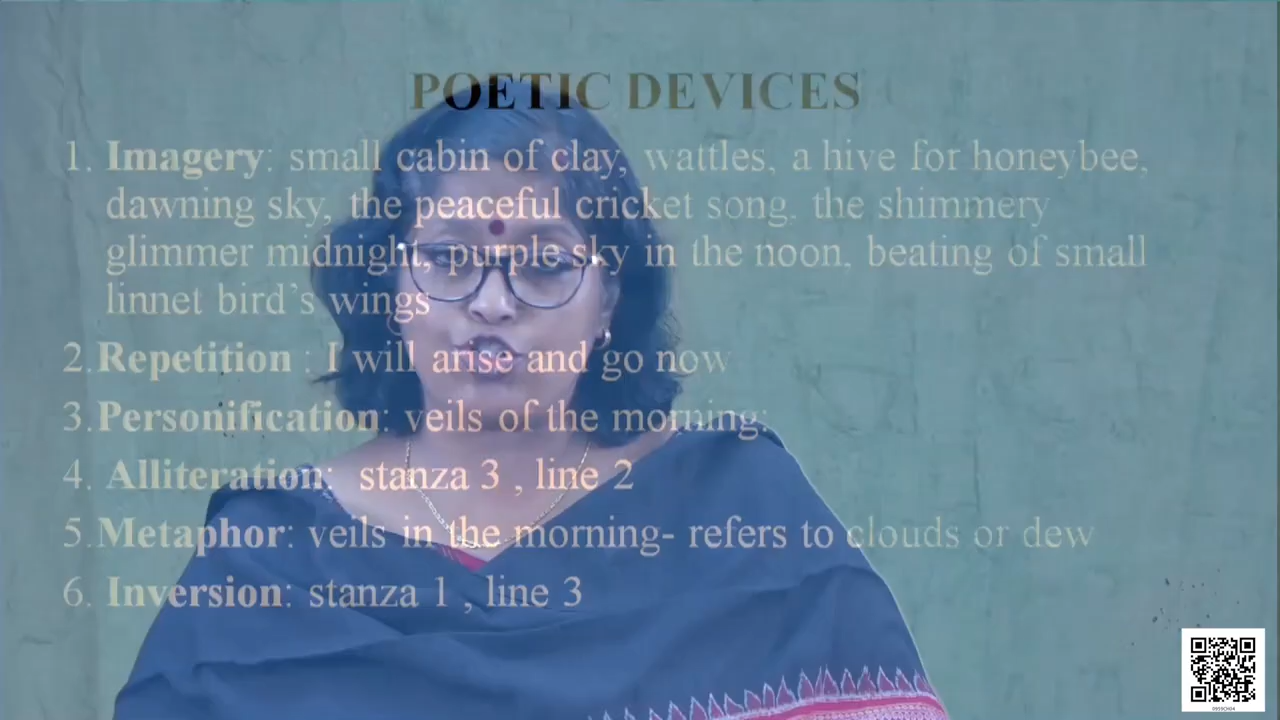 POETIC DEVICES
1. Imagery: small cabin of clay, wattles, a hive for honeybee,
dawning sky, the peaceful cricket song. the shimmery
glimmer midnight, purple sky in the noon. beating of small
linnet bird's wings
2.Repetition : I will arise and go now
3.Personification: veils of the morning:
4. Alliteration: stanza 3 , line 2
5.Metaphor: veils in the morning- refers to clouds or dew
6. Inversion: stanza 1 , line 3